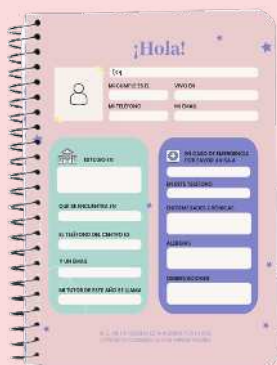 ¡Hola!
Soy
MI CUMPLE ES EL
VIVO EN
MI TELÉFONO
MI EMAIL
ESTUDIO EN
QUE SE ENCUENTRA EN
EL TELÉFONO DEL CENTRO ES
Y UN EMAIL
MI TUTOR DE ESTE AÑO SE LLAMA
EN CASO DE EMERGENCIA
POR FAVOR AVISA A
EN ESTE TELÉFONO
ENFERMEDADES CRÓNICAS
ALERGIAS
OBSERVACIONES